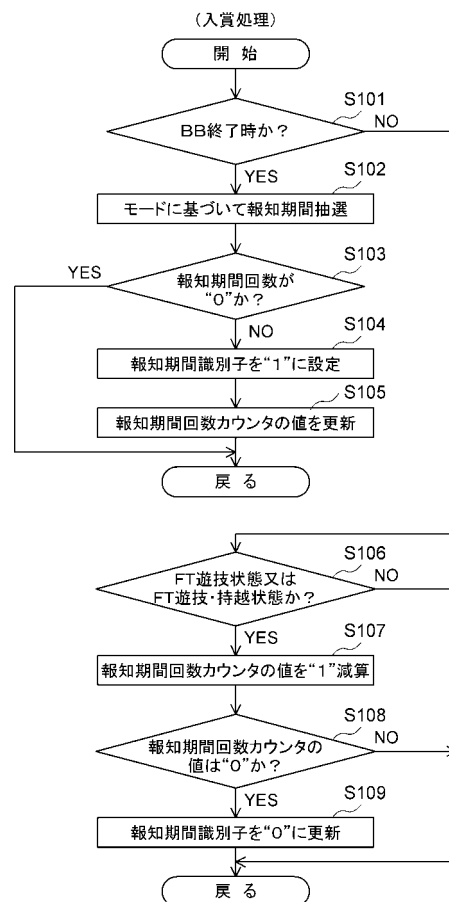 (入賞処理)
開 始
S101
BB終了時か?
NO
YES
S102
モードに基づいて報知期間抽選
S103
YES
報知期間回数が
“0”か?
NO
S104
報知期間識別子を“1”に設定
S105
報知期間回数カウンタの値を更新
戻 る
S106
FT遊技状態又は
FT遊技・持越状態か?
NO
YES
S107
報知期間回数カウンタの値を“1”減算
S108
報知期間回数カウンタの
値は“0”か?
NO
YES
S109
報知期間識別子を“0”に更新
戻 る